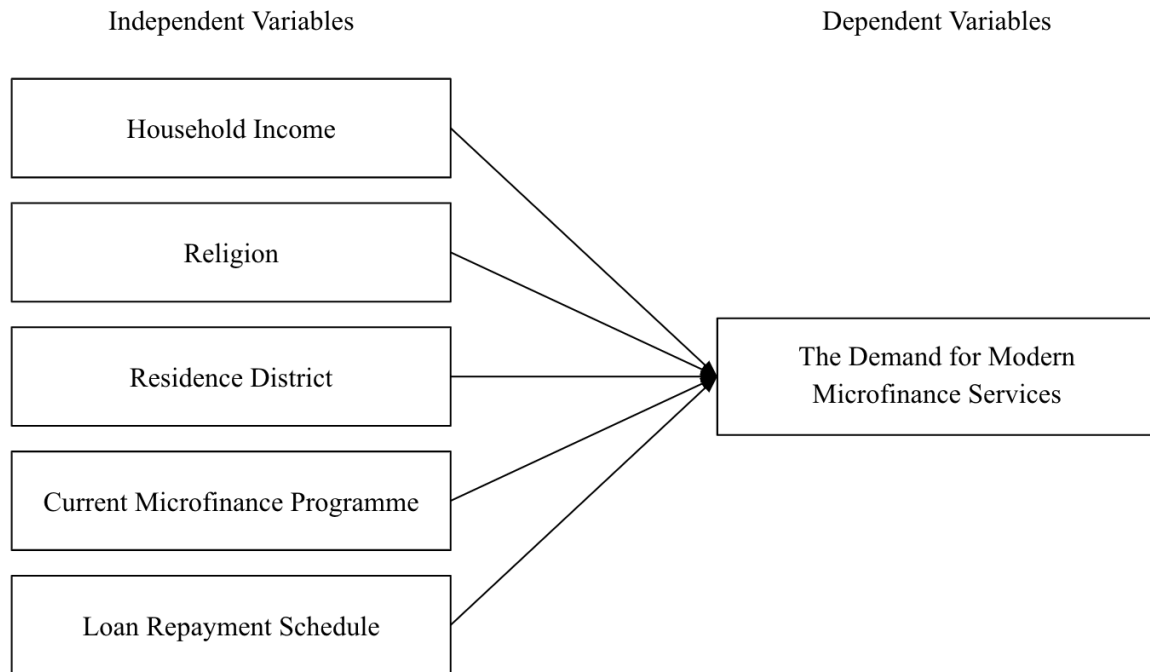 Independent Variables
Dependent Variables
Household Income
Religion
Residence District
The Demand for Modern
Microfinance Services
Current Microfinance Programme
Loan Repayment Schedule